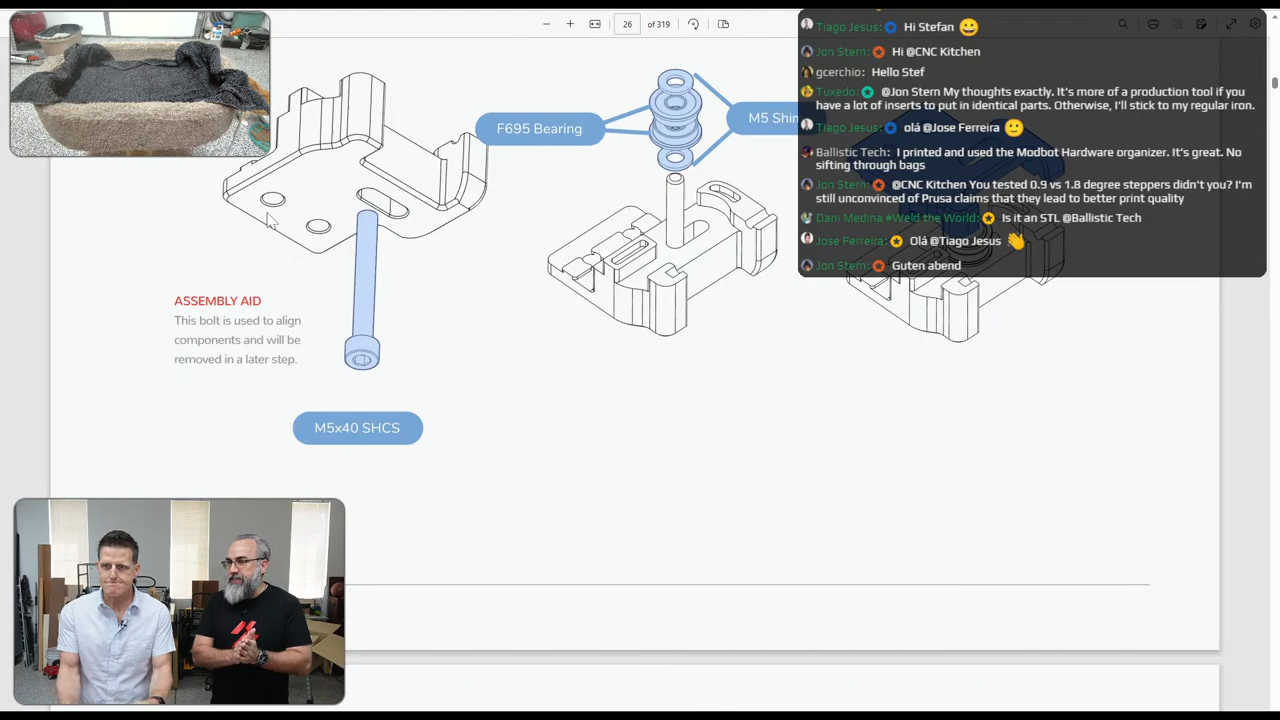 26 of 319
F695 Bearing
M5 Shim
ASSEMBLY AID
This bolt is used to align
components and will be
removed in a later step.
M5x40 SHCS
Tiago Jesus: Hi Stefan 😀
Jon Stern: Hi @CNC Kitchen
gcerchio: Hello Stef
Tuxedo: @Jon Stern My thoughts exactly. It's more of a production tool if you
have a lot of inserts to put in identical parts. Otherwise, I'll stick to my regular iron.
Tiago Jesus: olá @Jose Ferreira 🙂
Ballistic Tech: I printed and used the Modbot Hardware organizer. It's great. No
sifting through bags
Jon Stern: @CNC Kitchen You tested 0.9 vs 1.8 degree steppers didn't you? I'm
still unconvinced of Prusa claims that they lead to better print quality
Dani Medina #Weld the World: Is it an STL @Ballistic Tech
Jose Ferreira: Olá @Tiago Jesus 👋
Jon Stern: Guten abend